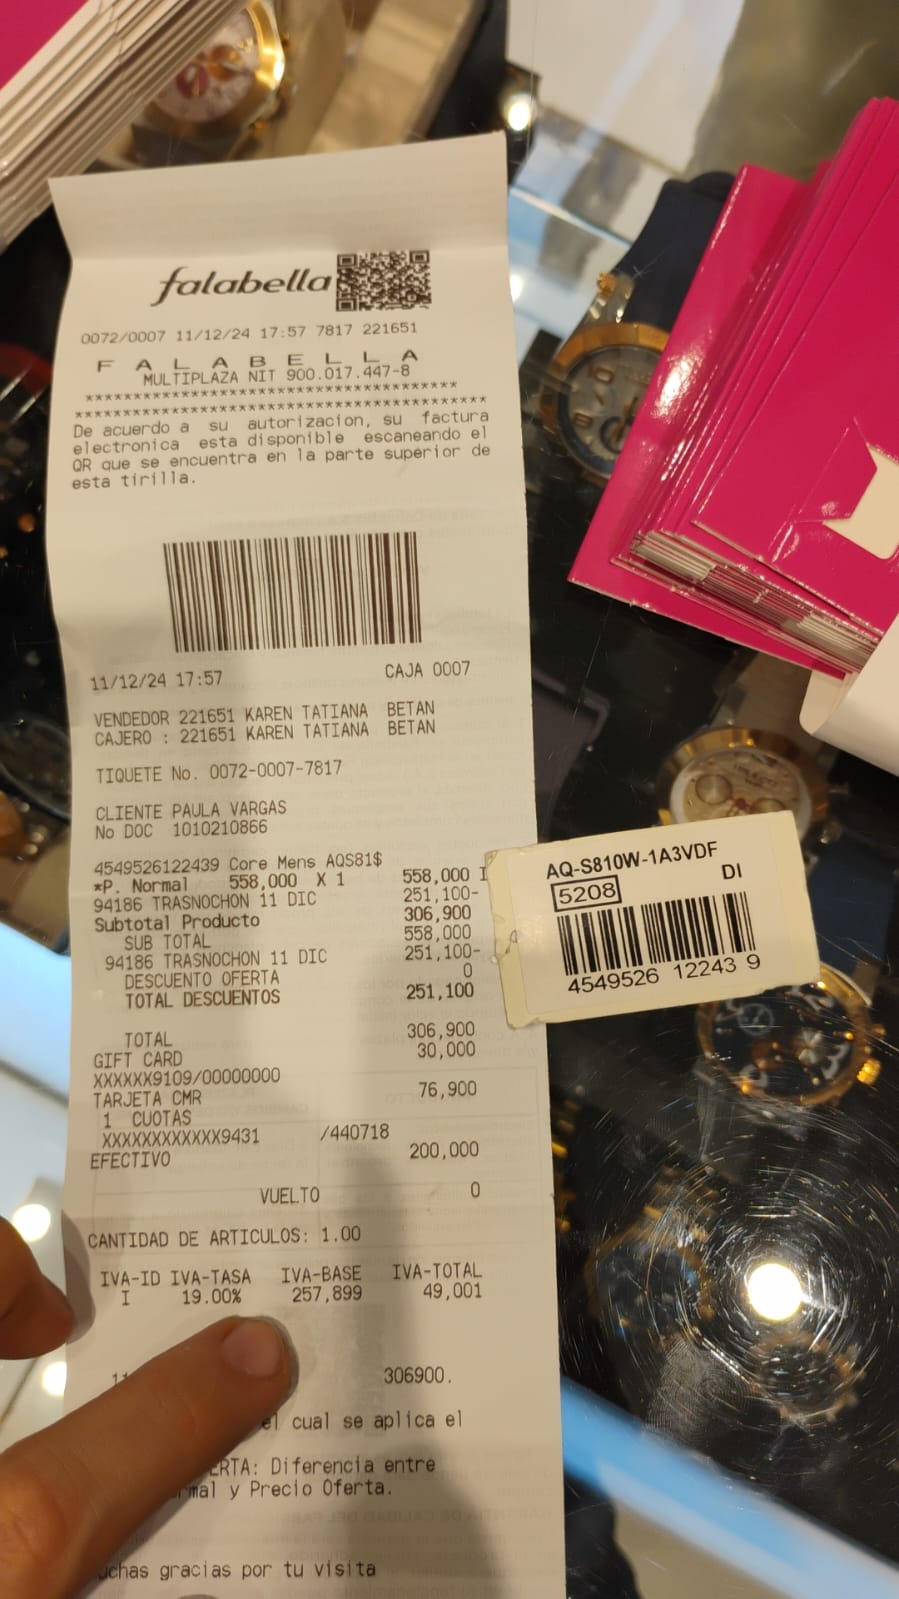 falabella
0072/0007 11/12/24 17:57 7817 221651
F A L A B E L L A
MULTIPLAZA NIT 900.017.447-8
****************************************
******************************************
De acuerdo a su autorizacion, su factura
electronica esta disponible escaneando el
QR que se encuentra en la parte superior de
esta tirilla.
11/12/24 17:57 CAJA 0007
VENDEDOR 221651 KAREN TATIANA BETAN
CAJERO : 221651 KAREN TATIANA BETAN
TIQUETE No. 0072-0007-7817
CLIENTE PAULA VARGAS
No DOC 1010210866
4549526122439 Core Mens AQS81$
*P. Normal 558,000 X 1 558,000 I
94186 TRASNOCHON 11 DIC 251,100-
Subtotal Producto 306,900
SUB TOTAL 558,000
94186 TRASNOCHON 11 DIC 251,100-
DESCUENTO OFERTA 0
TOTAL DESCUENTOS 251,100
TOTAL 306,900
GIFT CARD 30,000
XXXXXX9109/00000000
TARJETA CMR 76,900
1 CUOTAS
XXXXXXXXXXXX9431 /440718
EFECTIVO 200,000
VUELTO 0
CANTIDAD DE ARTICULOS: 1.00
IVA-ID IVA-TASA IVA-BASE IVA-TOTAL
I 19.00% 257,899 49,001
306900.
el cual se aplica el
ERTA: Diferencia entre
rmal y Precio Oferta.
uchas gracias por tu visita
AQ-S810W-1A3VDF
5208 DI
4549526 12243 9